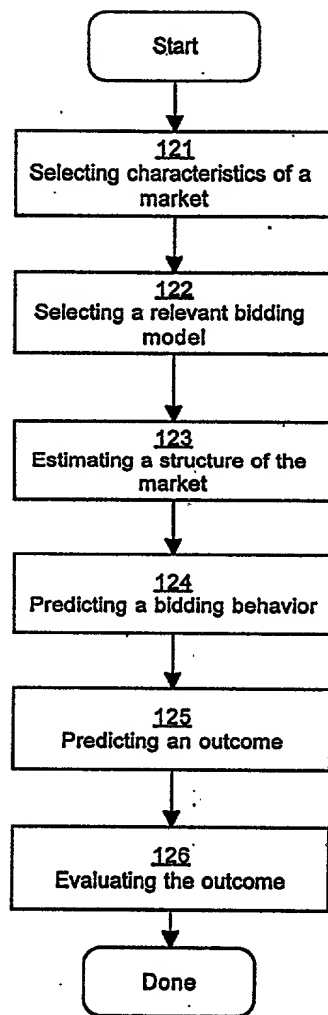 Start
121
Selecting characteristics of a
market
122
Selecting a relevant bidding
model
123
Estimating a structure of the
market
124
Predicting a bidding behavior
125
Predicting an outcome
126
Evaluating the outcome
Done